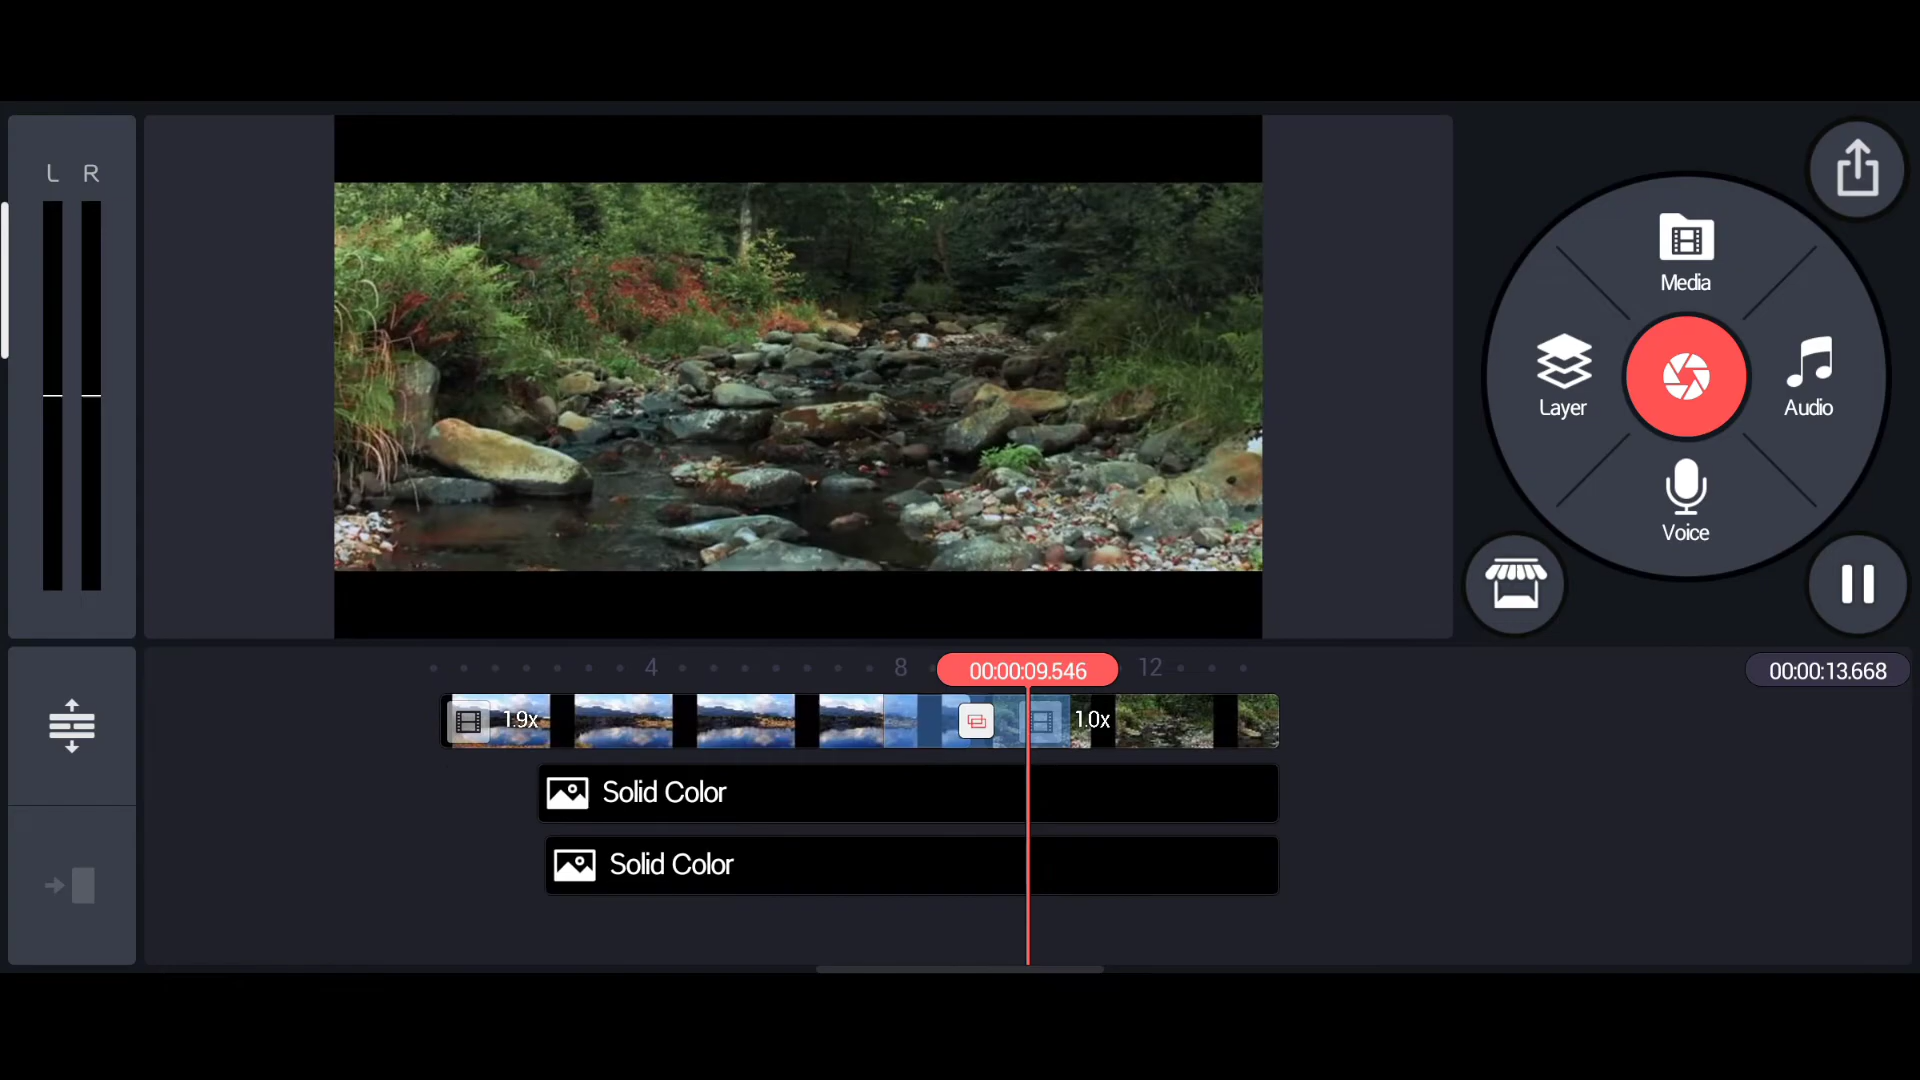 L R
Media
Layer
Audio
Voice
4 8 00:00:09.546 12 00:00:13.668
1.9x 1.0x
Solid Color
Solid Color